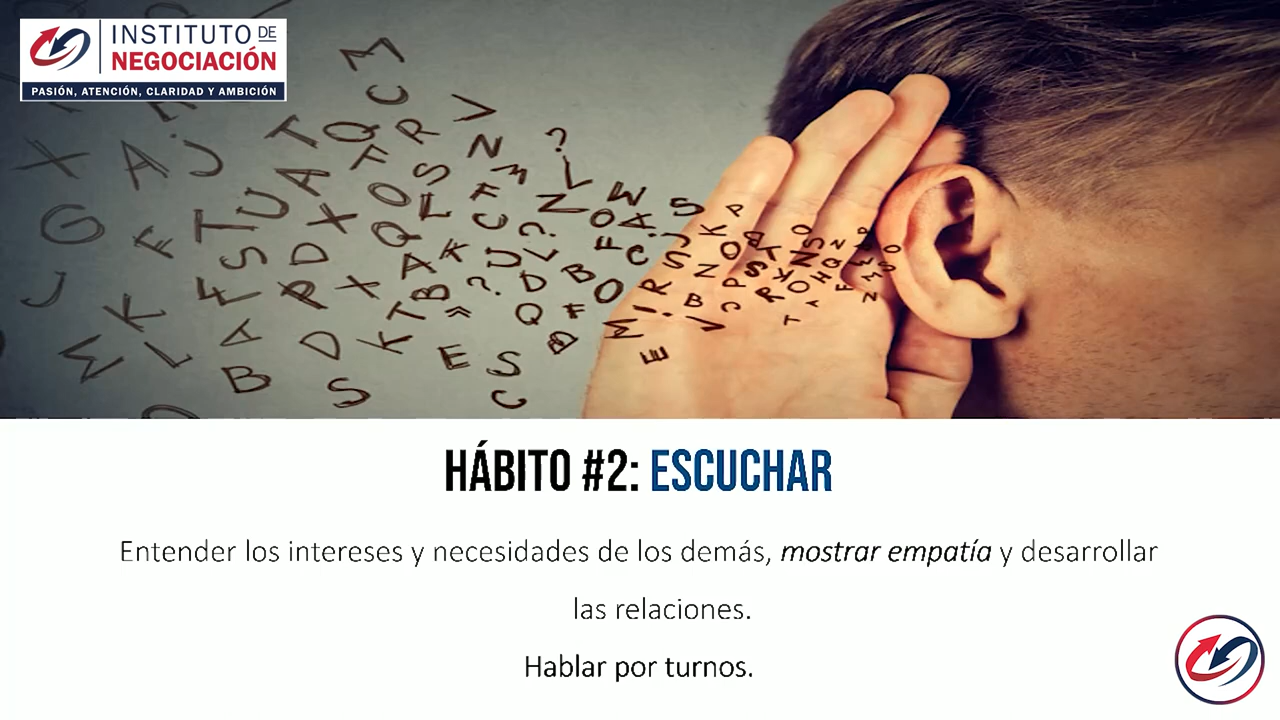 INSTITUTO DE
NEGOCIACIÓN
PASIÓN, ATENCIÓN, CLARIDAD Y AMBICIÓN
HÁBITO #2: ESCUCHAR
Entender los intereses y necesidades de los demás, mostrar empatía y desarrollar
las relaciones.
Hablar por turnos.